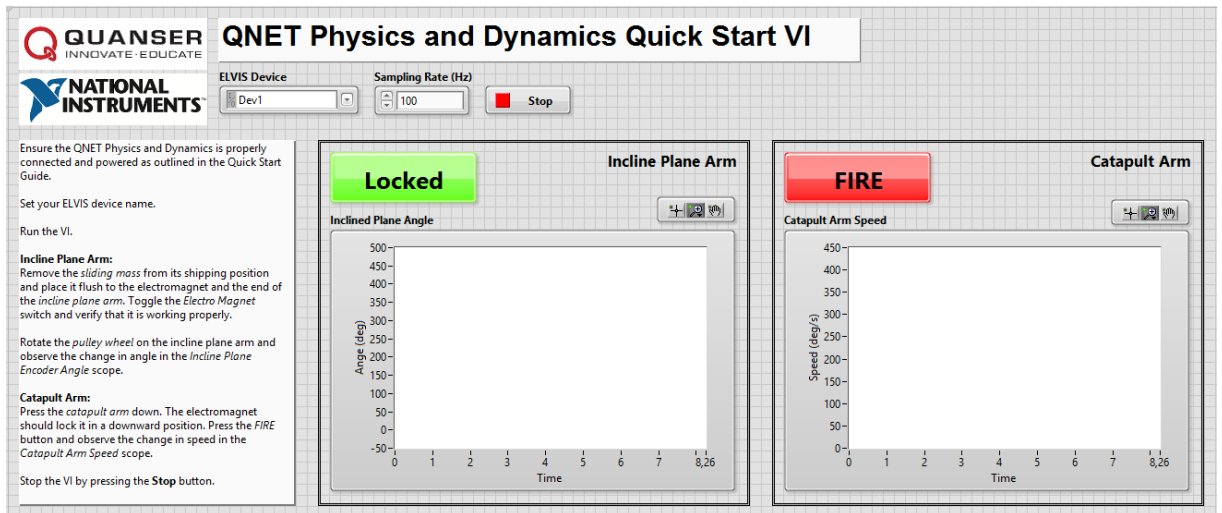 QUANSER
INNOVATE·EDUCATE
QNET Physics and Dynamics Quick Start VI
NATIONAL
INSTRUMENTS
ELVIS Device
Dev1
Sampling Rate (Hz)
100
Stop
Ensure the QNET Physics and Dynamics is properly
connected and powered as outlined in the Quick Start
Guide.
Set your ELVIS device name.
Run the VI.
Incline Plane Arm:
Remove the sliding mass from its shipping position
and place it flush to the electromagnet and the end of
the incline plane arm. Toggle the Electro Magnet
switch and verify that it is working properly.
Rotate the pulley wheel on the incline plane arm and
observe the change in angle in the Incline Plane
Encoder Angle scope.
Catapult Arm:
Press the catapult arm down. The electromagnet
should lock it in a downward position. Press the FIRE
button and observe the change in speed in the
Catapult Arm Speed scope.
Stop the VI by pressing the Stop button.
Locked
Incline Plane Arm
Inclined Plane Angle
Ange (deg)
500
450
400
350
300
250
200
150
100
50
0
-50
0 1 2 3 4 5 6 7 8,26
Time
FIRE
Catapult Arm
Catapult Arm Speed
Speed (deg/s)
450
400
350
300
250
200
150
100
50
0
0 1 2 3 4 5 6 7 8,26
Time